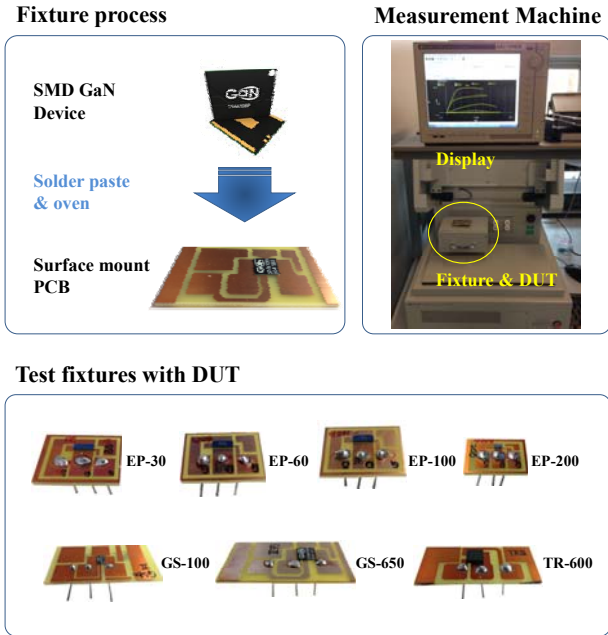 Fixture process
Measurement Machine
SMD GaN
Device
GaN
Solder paste
& oven
Surface mount
PCB
Display
Fixture & DUT
Test fixtures with DUT
EP-30
EP-60
EP-100
EP-200
GS-100
GS-650
TR-600